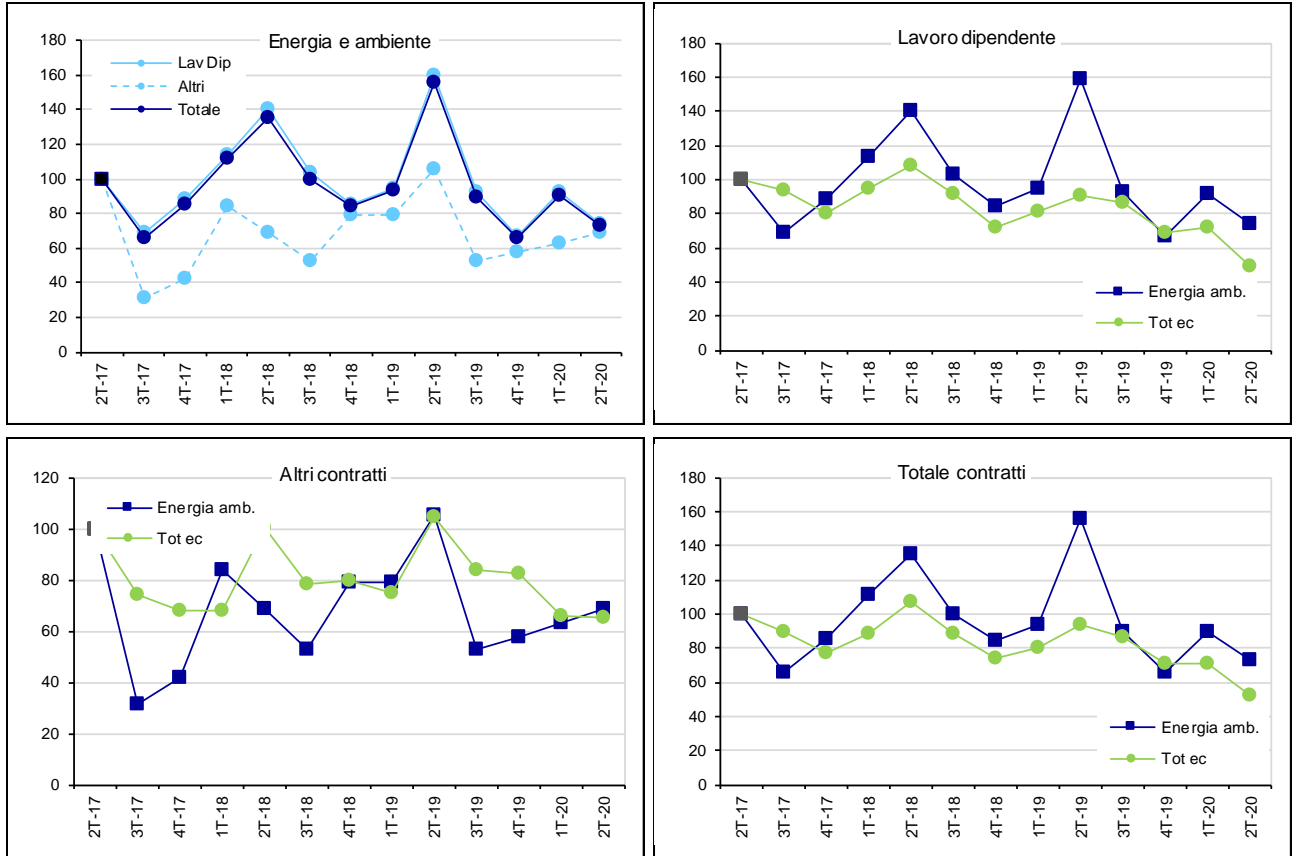 Energia e ambiente
180
160
140
120
100
80
60
40
20
0
Lav Dip
Altri
Totale
2T-17
3T-17
4T-17
1T-18
2T-18
3T-18
4T-18
1T-19
2T-19
3T-19
4T-19
1T-20
2T-20
Lavoro dipendente
180
160
140
120
100
80
60
40
20
0
Energia amb.
Tot ec
2T-17
3T-17
4T-17
1T-18
2T-18
3T-18
4T-18
1T-19
2T-19
3T-19
4T-19
1T-20
2T-20
Altri contratti
120
100
80
60
40
20
0
Energia amb.
Tot ec
2T-17
3T-17
4T-17
1T-18
2T-18
3T-18
4T-18
1T-19
2T-19
3T-19
4T-19
1T-20
2T-20
Totale contratti
180
160
140
120
100
80
60
40
20
0
Energia amb.
Tot ec
2T-17
3T-17
4T-17
1T-18
2T-18
3T-18
4T-18
1T-19
2T-19
3T-19
4T-19
1T-20
2T-20